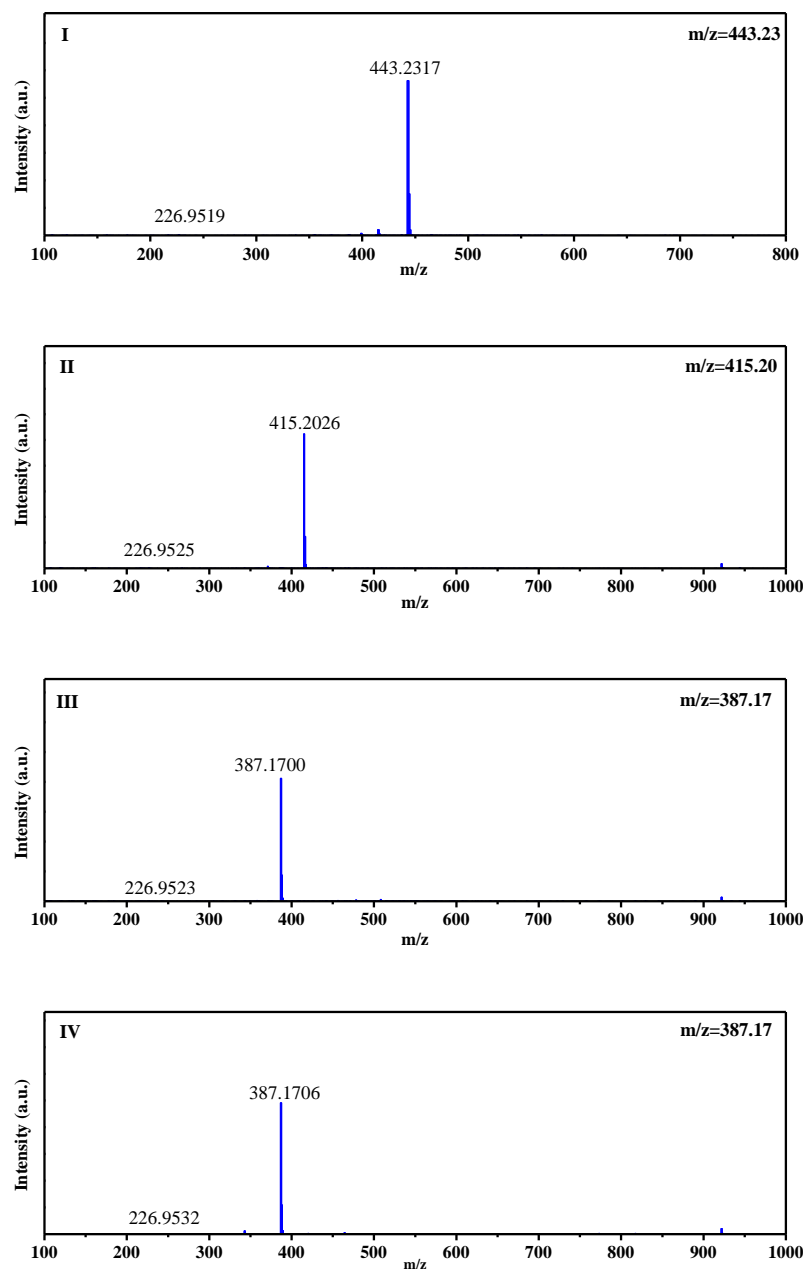 I
m/z=443.23
443.2317
226.9519
Intensity (a.u.)
100 200 300 400 500 600 700 800
m/z
II
m/z=415.20
415.2026
226.9525
Intensity (a.u.)
100 200 300 400 500 600 700 800 900 1000
m/z
III
m/z=387.17
387.1700
226.9523
Intensity (a.u.)
100 200 300 400 500 600 700 800 900 1000
m/z
IV
m/z=387.17
387.1706
226.9532
Intensity (a.u.)
100 200 300 400 500 600 700 800 900 1000
m/z